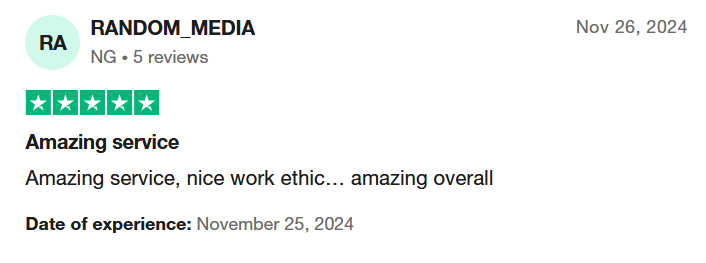 RA
RANDOM_MEDIA
Nov 26, 2024
NG • 5 reviews
Amazing service
Amazing service, nice work ethic... amazing overall
Date of experience: November 25, 2024